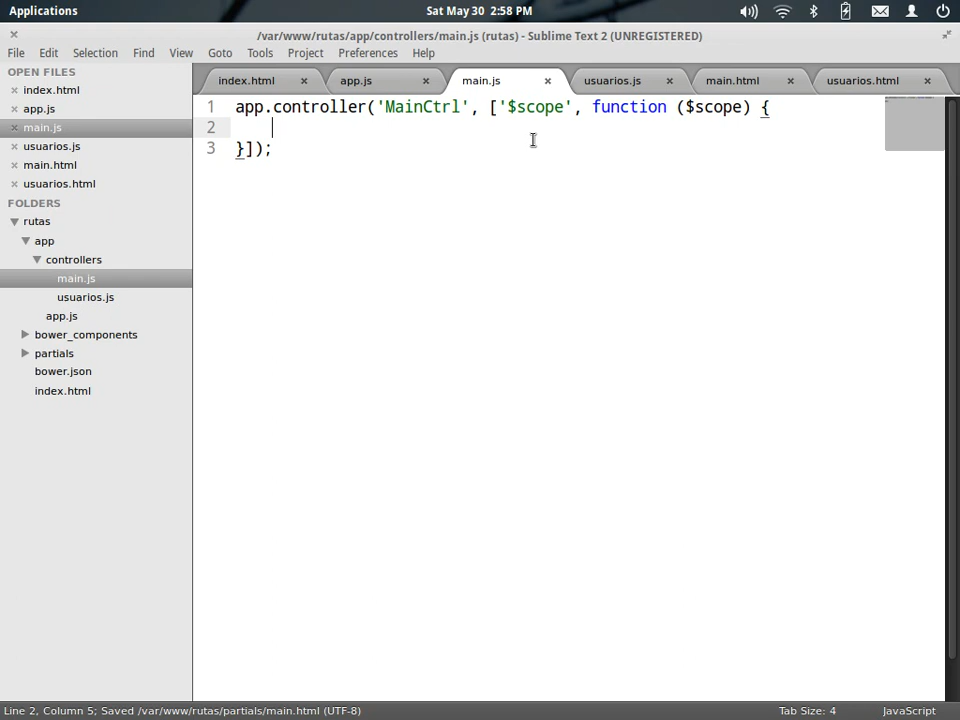 Applications
Sat May 30 2:58 PM
/var/www/rutas/app/controllers/main.js (rutas) - Sublime Text 2 (UNREGISTERED)
File Edit Selection Find View Goto Tools Project Preferences Help
OPEN FILES
index.html
app.js
main.js
usuarios.js
main.html
usuarios.html
FOLDERS
rutas
app
controllers
main.js
usuarios.js
app.js
bower_components
partials
bower.json
index.html
index.html app.js main.js usuarios.js main.html usuarios.html
1 app.controller('MainCtrl', ['$scope', function ($scope) {
2
3 }]);
Line 2, Column 5; Saved /var/www/rutas/partials/main.html (UTF-8)
Tab Size: 4
JavaScript